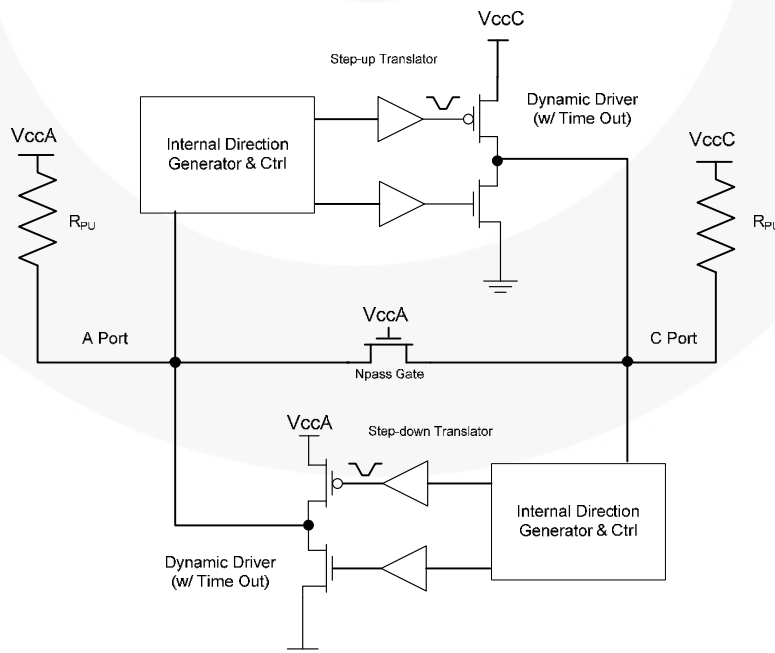 VccC
Step-up Translator
Dynamic Driver
(w/ Time Out)
Internal Direction
Generator & Ctrl
VccA
VccC
RPU
RPU
VccA
A Port
C Port
Npass Gate
VccA
Step-down Translator
Internal Direction
Generator & Ctrl
Dynamic Driver
(w/ Time Out)